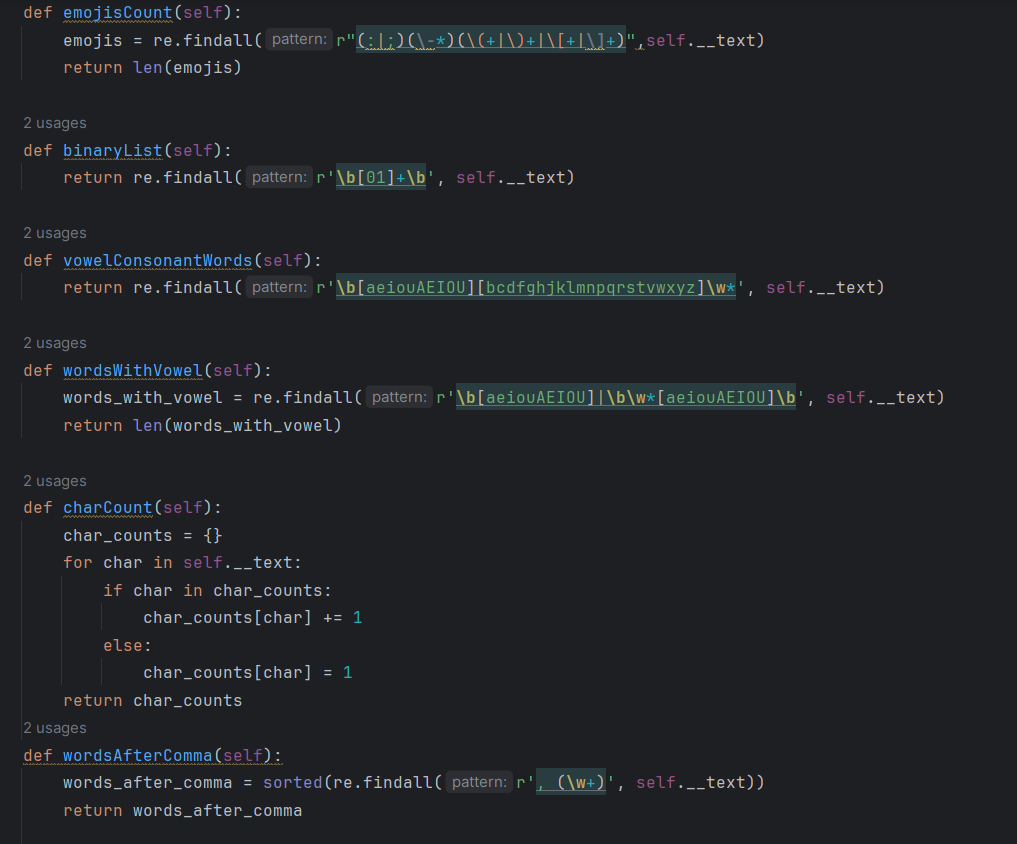 def emojisCount(self):
    emojis = re.findall( pattern: r"(:|;)(\-*)(\(+|\)+|\[+|\]+)",self.__text)
    return len(emojis)

2 usages
def binaryList(self):
    return re.findall( pattern: r'\b[01]+\b', self.__text)

2 usages
def vowelConsonantWords(self):
    return re.findall( pattern: r'\b[aeiouAEIOU][bcdfghjklmnpqrstvwxyz]\w*', self.__text)

2 usages
def wordsWithVowel(self):
    words_with_vowel = re.findall( pattern: r'\b[aeiouAEIOU]|\b\w*[aeiouAEIOU]\b', self.__text)
    return len(words_with_vowel)

2 usages
def charCount(self):
    char_counts = {}
    for char in self.__text:
        if char in char_counts:
            char_counts[char] += 1
        else:
            char_counts[char] = 1
    return char_counts
2 usages
def wordsAfterComma(self):
    words_after_comma = sorted(re.findall( pattern: r', (\w+)', self.__text))
    return words_after_comma